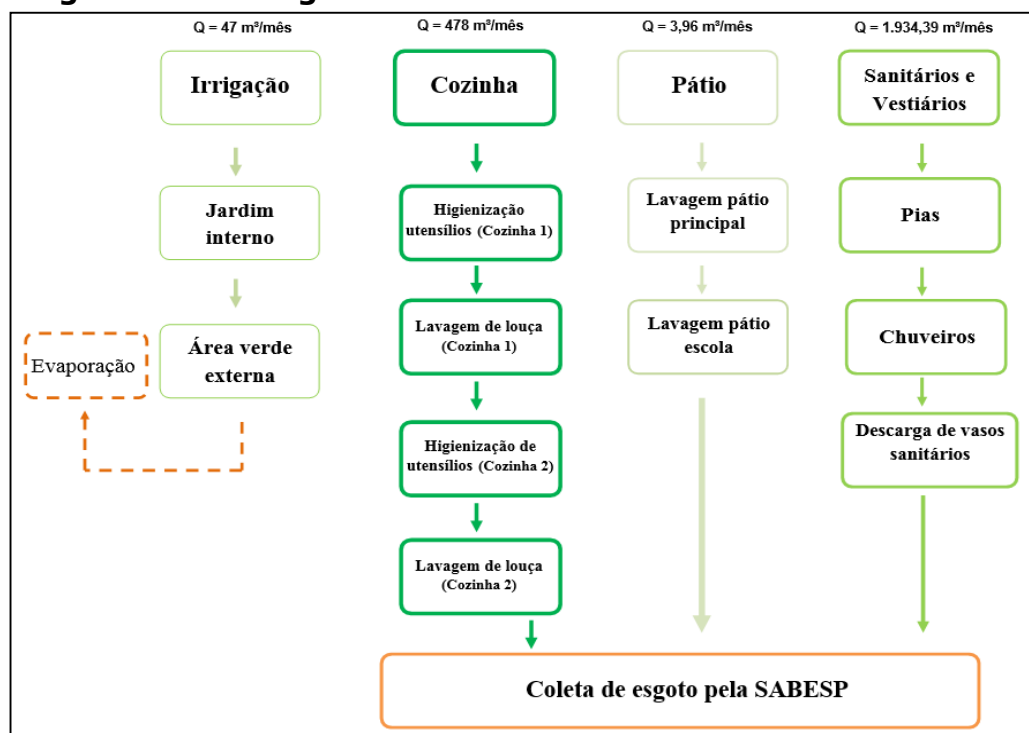 Q = 47 m³/mês
Q = 478 m³/mês
Q = 3,96 m³/mês
Q = 1.934,39 m³/mês
Irrigação
Cozinha
Pátio
Sanitários e
Vestiários
Jardim
interno
Higienização
utensílios (Cozinha 1)
Lavagem pátio
principal
Pias
Evaporação
Área verde
externa
Lavagem de louça
(Cozinha 1)
Lavagem pátio
escola
Chuveiros
Higienização de
utensílios (Cozinha 2)
Descarga de vasos
sanitários
Lavagem de louça
(Cozinha 2)
Coleta de esgoto pela SABESP